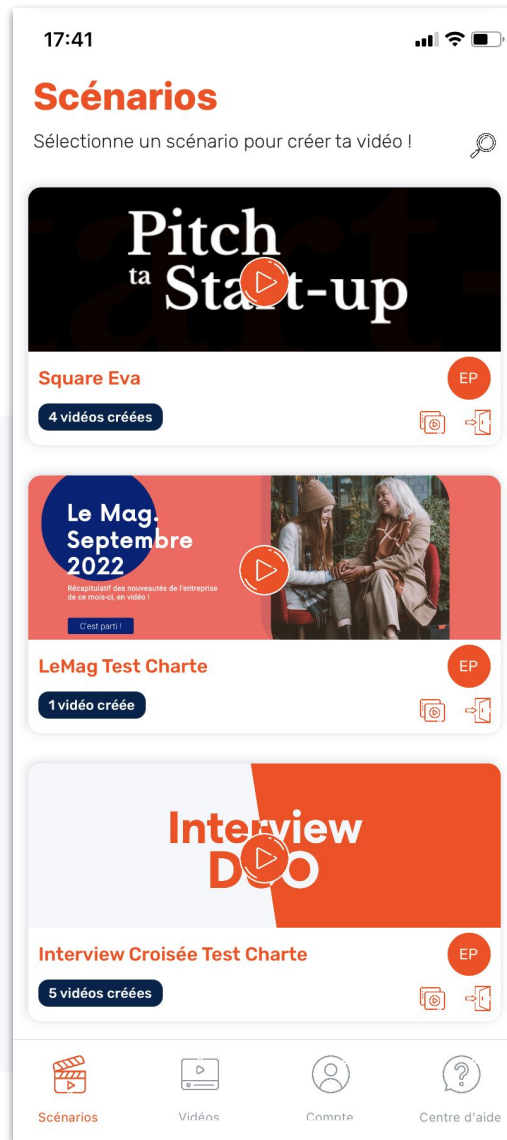 17:41
Scénarios
Sélectionne un scénario pour créer ta vidéo !
Pitch
ta Start-up
Square Eva
EP
4 vidéos créées
Le Mag.
Septembre
2022
Récapitulatif des nouveautés de l'entreprise
de ce mois-ci, en vidéo !
C'est parti !
LeMag Test Charte
EP
1 vidéo créée
Interview
DUO
Interview Croisée Test Charte
EP
5 vidéos créées
Scénarios
Vidéos
Compte
Centre d'aide